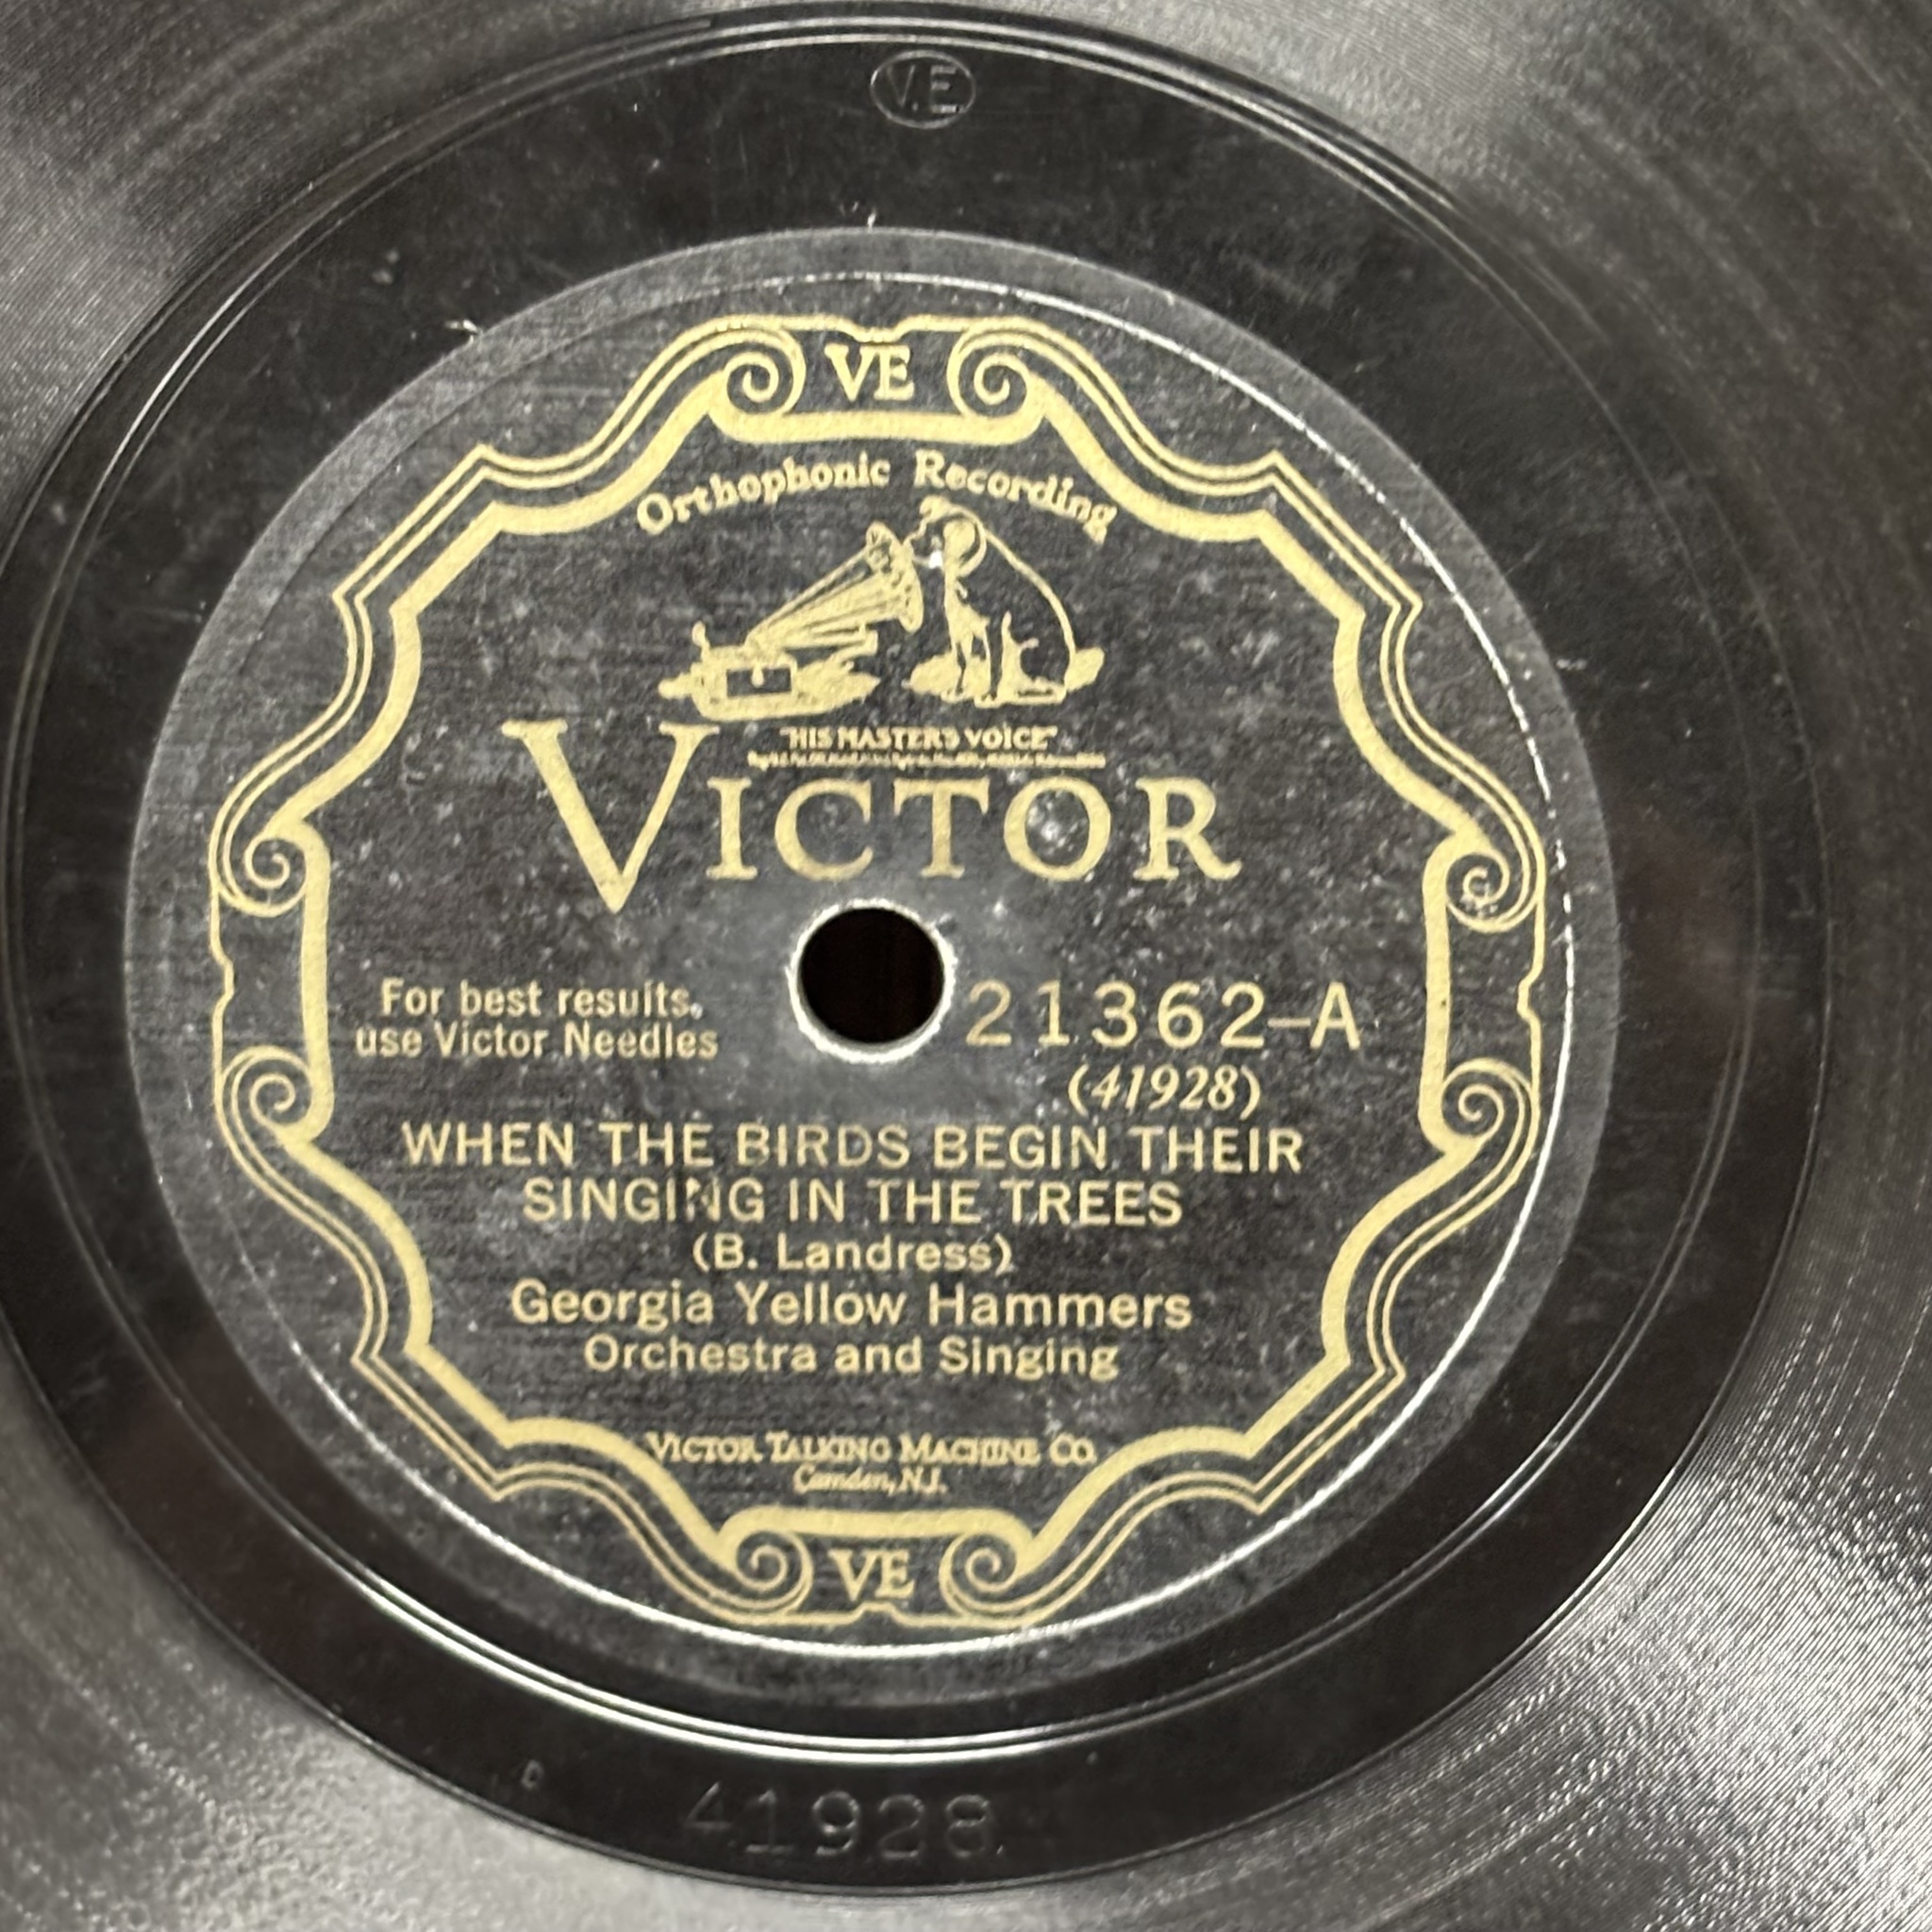 VE
VE
Orthophonic Recording
"HIS MASTER'S VOICE"
VICTOR
For best results,
use Victor Needles
21362-A
(41928)
WHEN THE BIRDS BEGIN THEIR
SINGING IN THE TREES
(B. Landress)
Georgia Yellow Hammers
Orchestra and Singing
VICTOR TALKING MACHINE CO.
Camden, N.J.
VE
D
41928